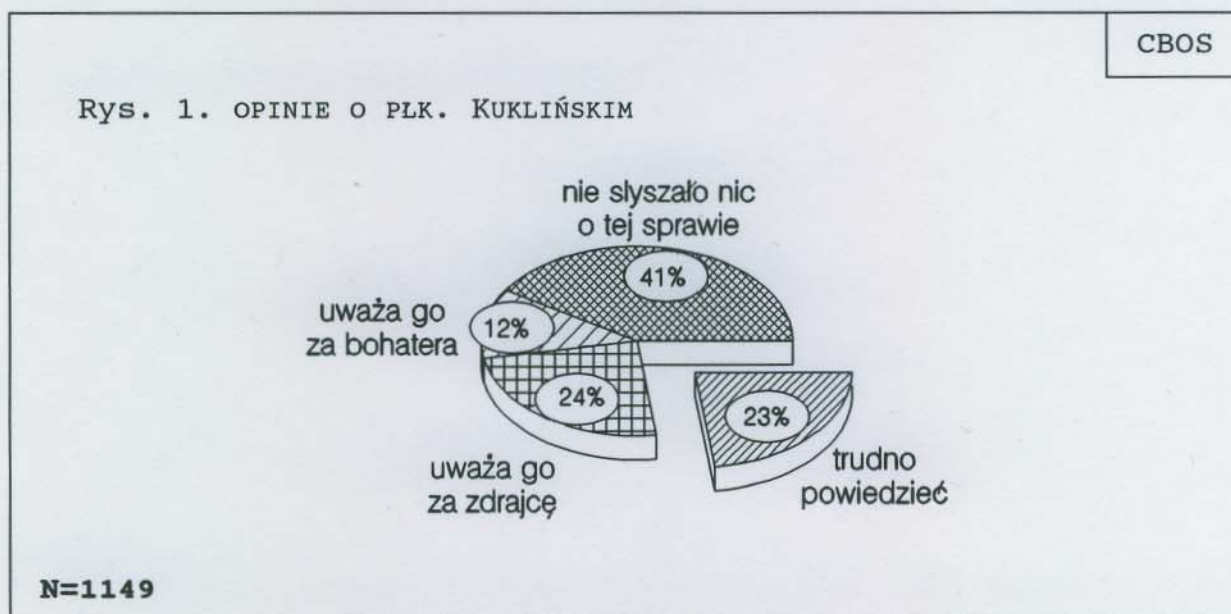 CBOS
Rys. 1. OPINIE O PŁK. KUKLIŃSKIM
nie slyszało nic
o tej sprawie
41%
uważa go
za bohatera
12%
24%
uważa go
za zdrajcę
23%
trudno
powiedzieć
N=1149